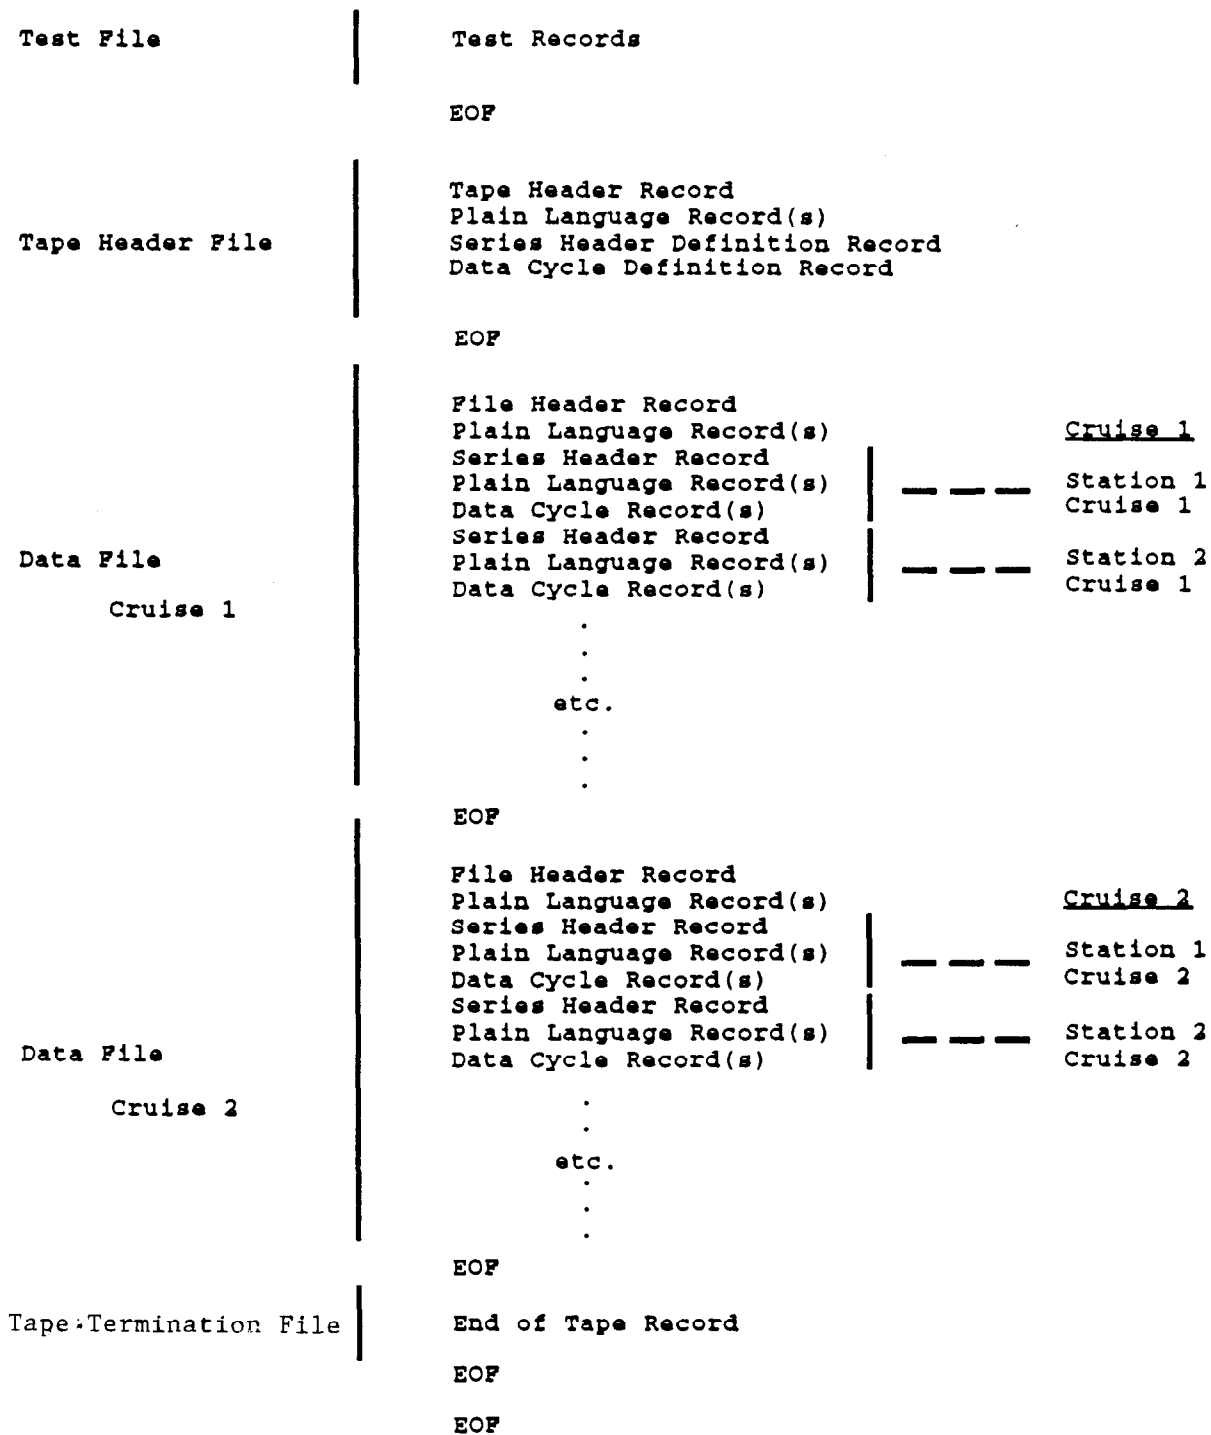 Test File Test Records
EOF
Tape Header Record
Plain Language Record(s)
Tape Header File Series Header Definition Record
Data Cycle Definition Record
EOF
File Header Record
Plain Language Record(s) Cruise 1
Series Header Record
Plain Language Record(s) Station 1
Data Cycle Record(s) Cruise 1
Series Header Record
Data File Plain Language Record(s) Station 2
Data Cycle Record(s) Cruise 1
Cruise 1
.
.
.
etc.
.
.
.
EOF
File Header Record
Plain Language Record(s) Cruise 2
Series Header Record
Plain Language Record(s) Station 1
Data Cycle Record(s) Cruise 2
Series Header Record
Plain Language Record(s) Station 2
Data File Data Cycle Record(s) Cruise 2
Cruise 2
.
.
etc.
.
.
.
EOF
Tape Termination File End of Tape Record
EOF
EOF